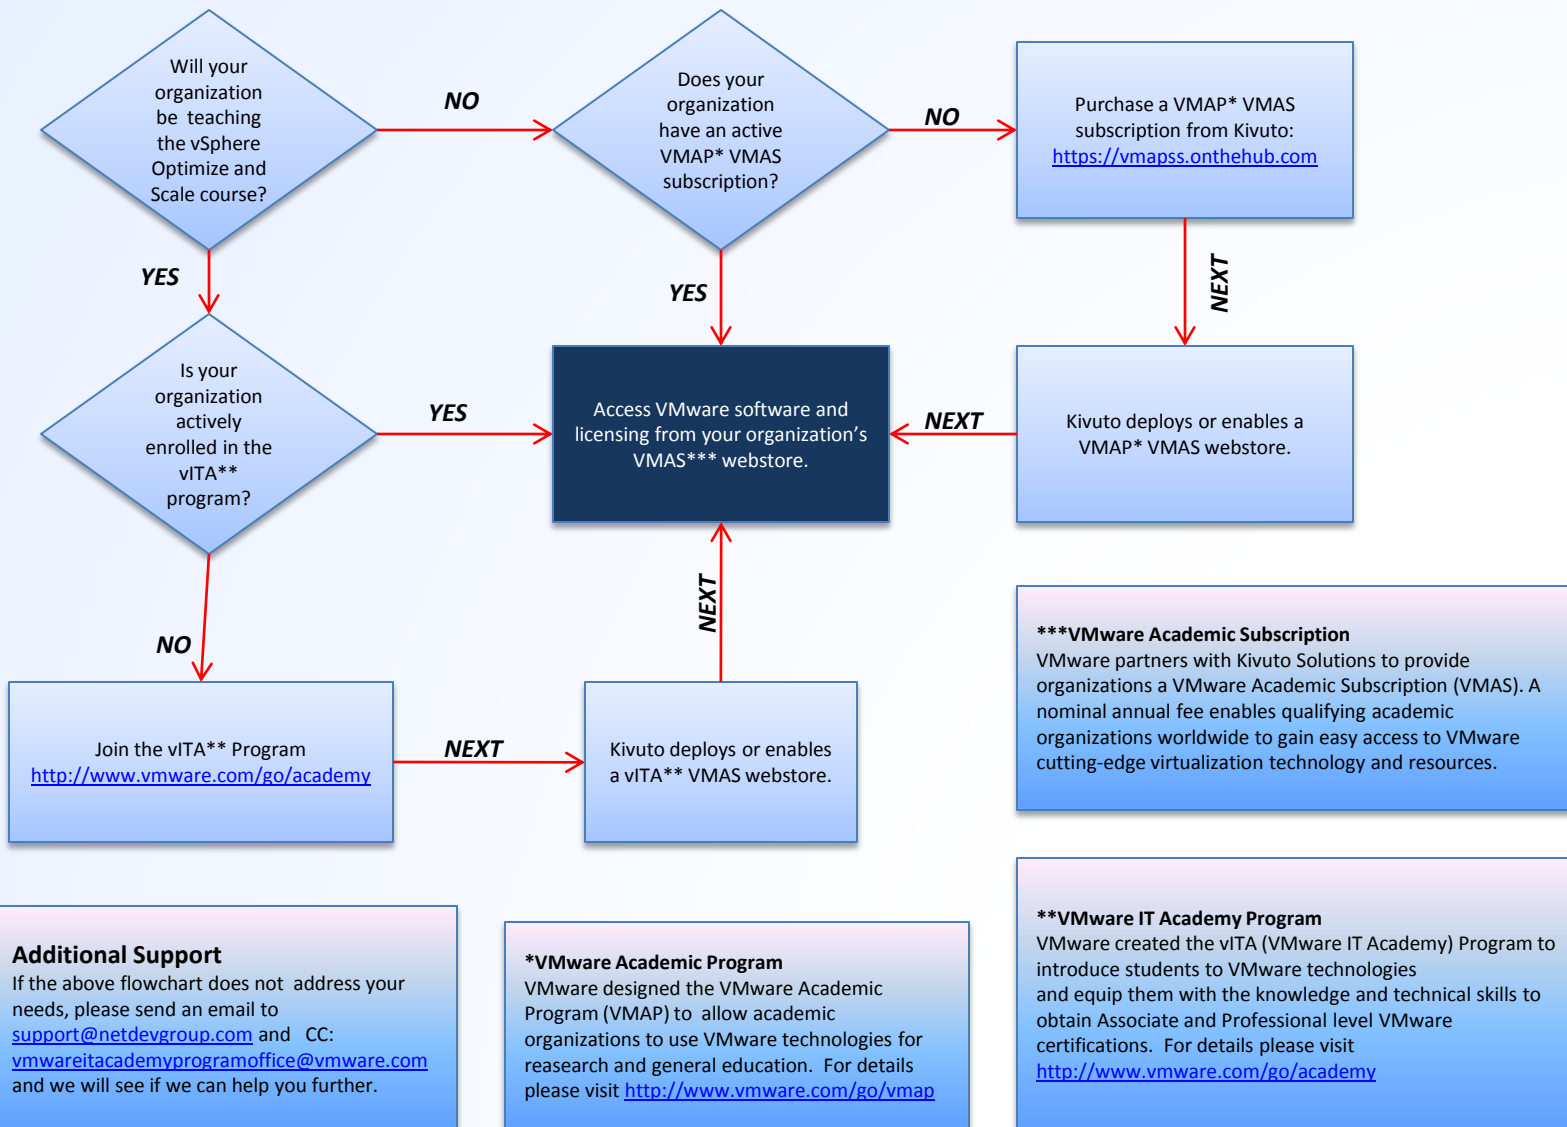 Will your
organization
be teaching
the vSphere
Optimize and
Scale course?
NO
Does your
organization
have an active
VMAP* VMAS
subscription?
NO
Purchase a VMAP* VMAS
subscription from Kivuto:
https://vmapss.onthehub.com
YES
YES
NEXT
Is your
organization
actively
enrolled in the
vITA**
program?
YES
Access VMware software and
licensing from your organization's
VMAS*** webstore.
NEXT
Kivuto deploys or enables a
VMAP* VMAS webstore.
NO
NEXT
Join the vITA** Program
http://www.vmware.com/go/academy
NEXT
Kivuto deploys or enables
a vITA** VMAS webstore.
***VMware Academic Subscription
VMware partners with Kivuto Solutions to provide
organizations a VMware Academic Subscription (VMAS). A
nominal annual fee enables qualifying academic
organizations worldwide to gain easy access to VMware
cutting-edge virtualization technology and resources.
Additional Support
If the above flowchart does not address your
needs, please send an email to
support@netdevgroup.com and CC:
vmwareitacademyprogramoffice@vmware.com
and we will see if we can help you further.
*VMware Academic Program
VMware designed the VMware Academic
Program (VMAP) to allow academic
organizations to use VMware technologies for
reasearch and general education. For details
please visit http://www.vmware.com/go/vmap
**VMware IT Academy Program
VMware created the vITA (VMware IT Academy) Program to
introduce students to VMware technologies
and equip them with the knowledge and technical skills to
obtain Associate and Professional level VMware
certifications. For details please visit
http://www.vmware.com/go/academy